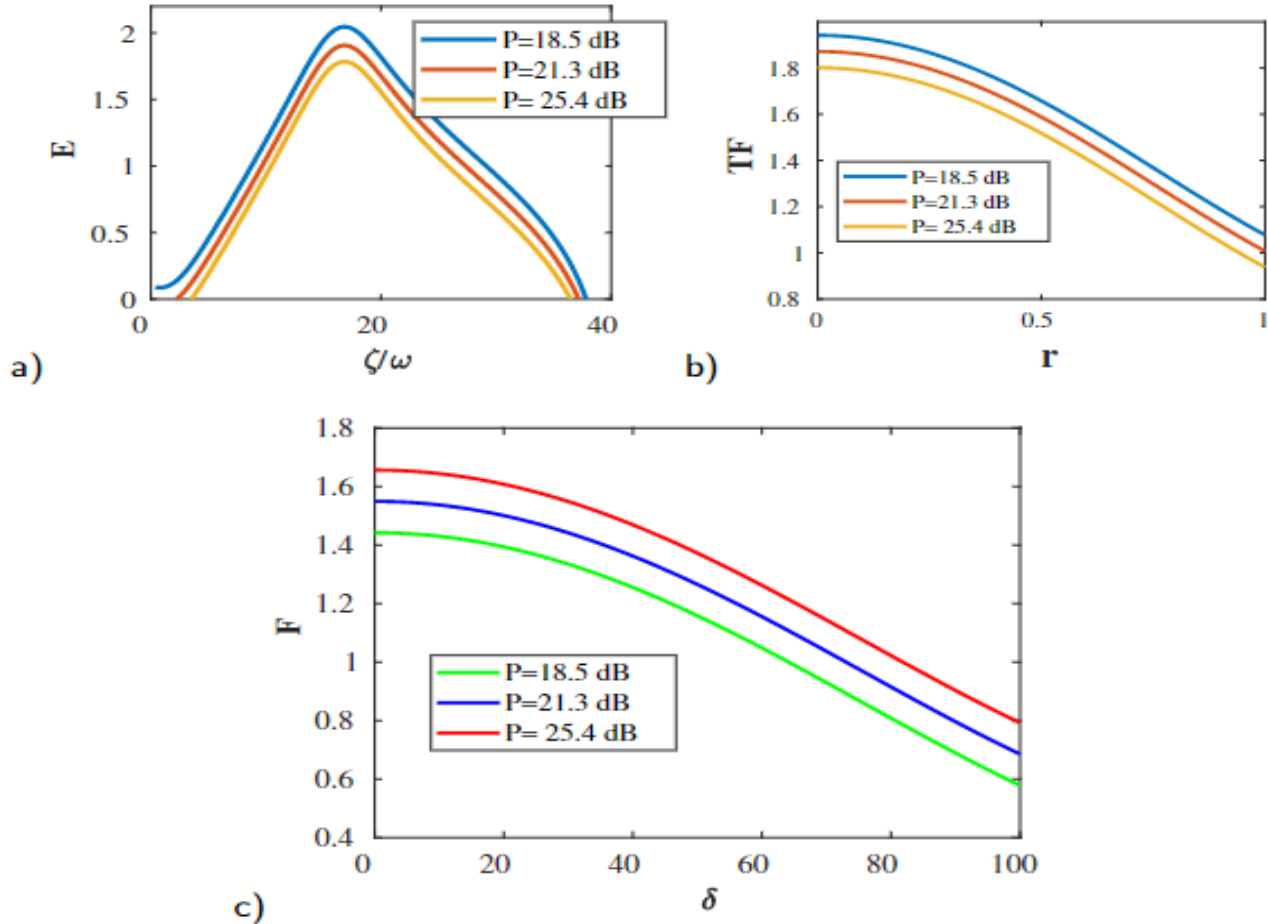 2
1.5
E
1
0.5
0
0 20 40
ζ/ω
P=18.5 dB
P=21.3 dB
P= 25.4 dB
a)
1.8
1.6
TF
1.4
1.2
1
0.8
0 0.5 1
r
P=18.5 dB
P=21.3 dB
P= 25.4 dB
b)
1.8
1.6
1.4
1.2
F
1
0.8
0.6
0.4
0 20 40 60 80 100
δ
P=18.5 dB
P=21.3 dB
P= 25.4 dB
c)